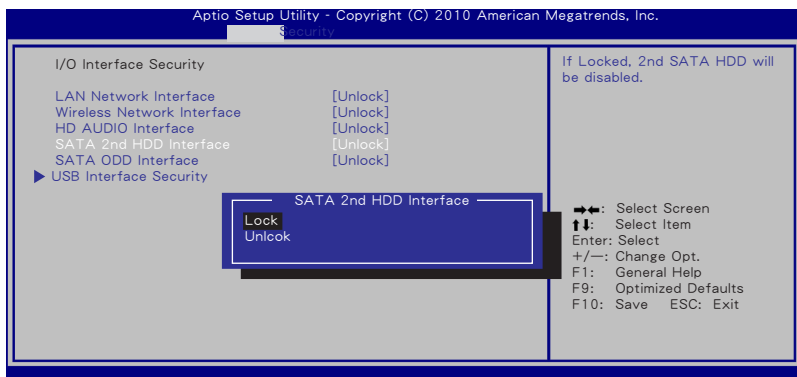 Aptio Setup Utility - Copyright (C) 2010 American Megatrends, Inc.
Security
I/O Interface Security
LAN Network Interface [Unlock]
Wireless Network Interface [Unlock]
HD AUDIO Interface [Unlock]
SATA 2nd HDD Interface [Unlock]
SATA ODD Interface [Unlock]
▶ USB Interface Security
SATA 2nd HDD Interface
Lock
Unlcok
If Locked, 2nd SATA HDD will
be disabled.
→←: Select Screen
↑↓: Select Item
Enter: Select
+/—: Change Opt.
F1: General Help
F9: Optimized Defaults
F10: Save ESC: Exit